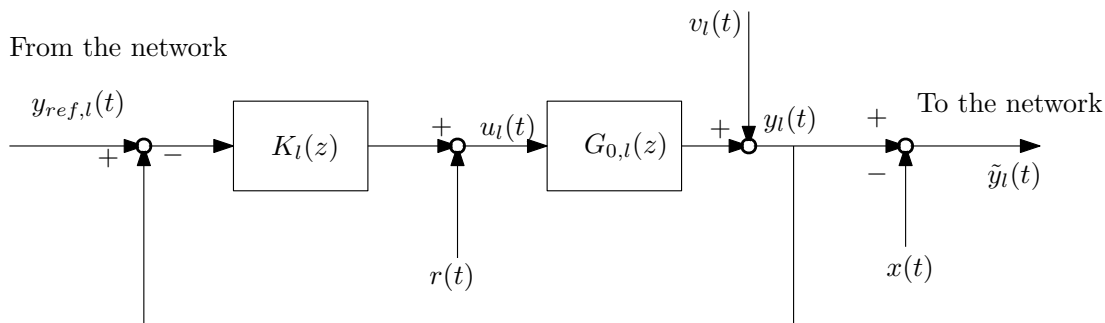 From the network
v_l(t)
To the network
y_{ref,l}(t)
+
−
K_l(z)
+
u_l(t)
G_{0,l}(z)
+
y_l(t)
+
−
ỹ_l(t)
r(t)
x(t)